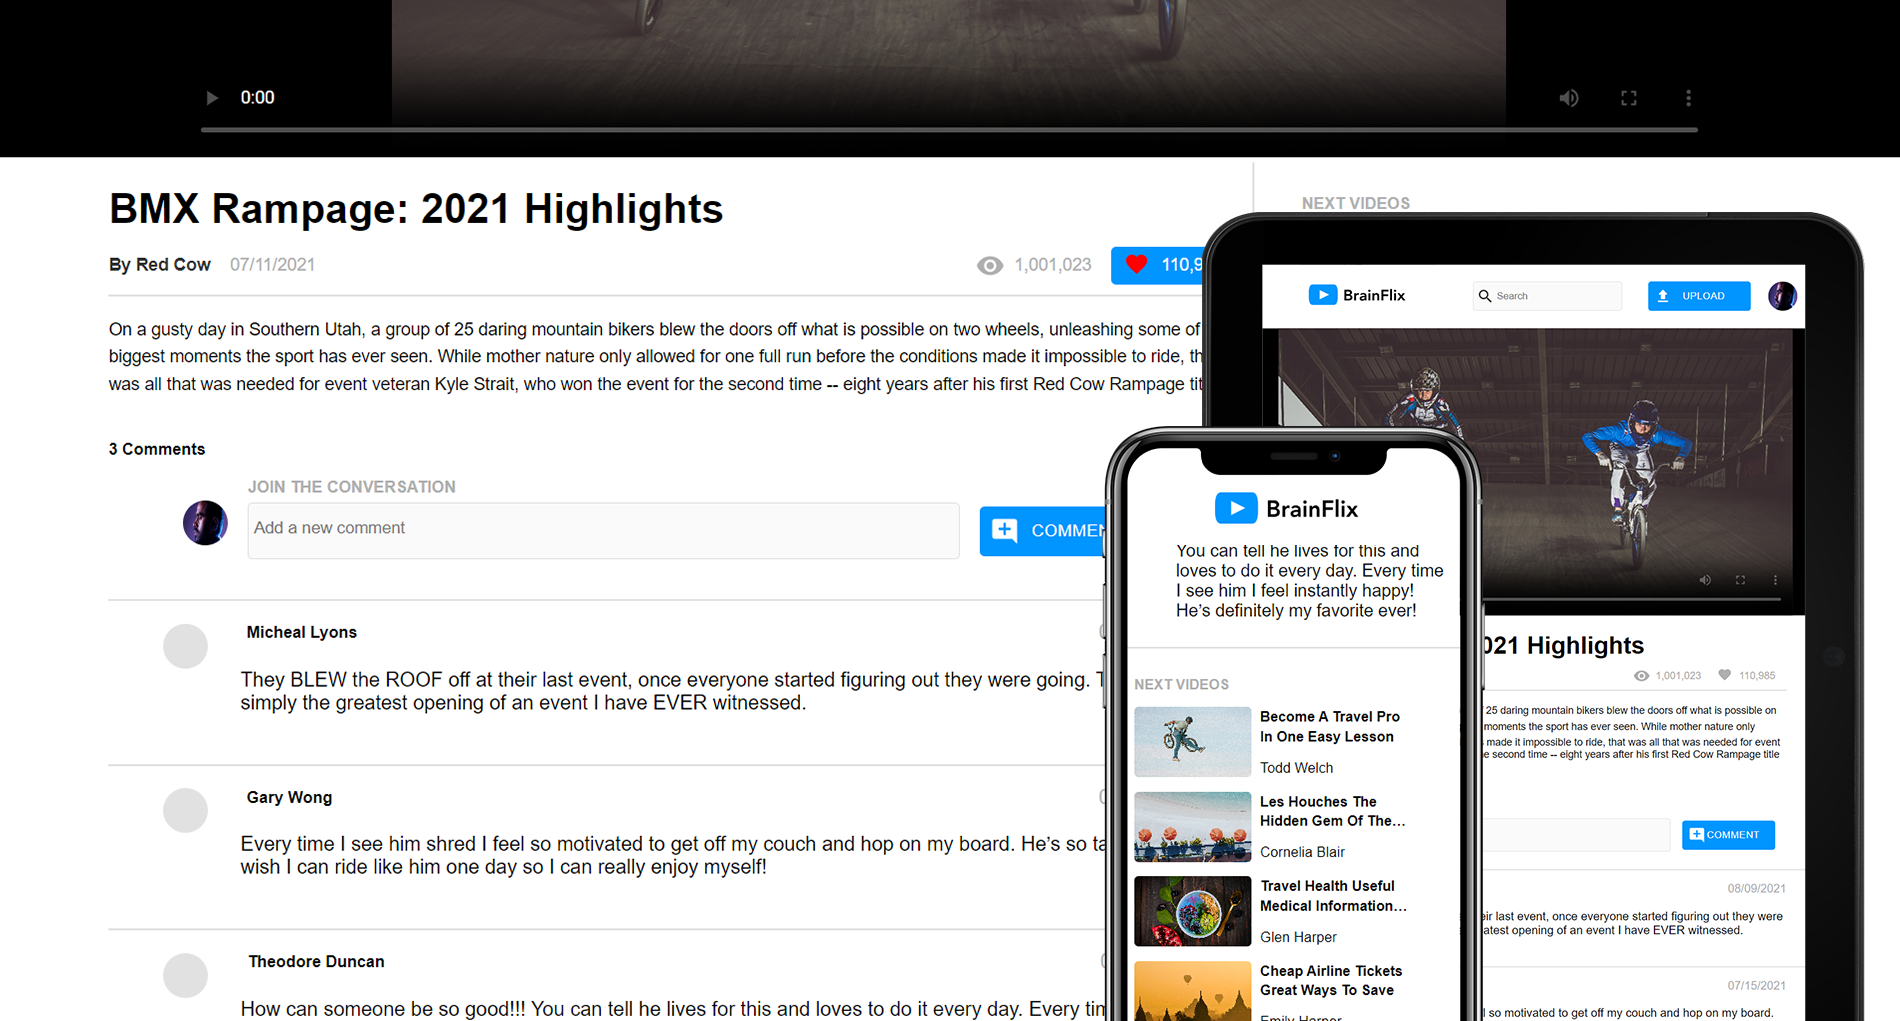 0:00
BMX Rampage: 2021 Highlights
By Red Cow 07/11/2021
1,001,023
110,9
On a gusty day in Southern Utah, a group of 25 daring mountain bikers blew the doors off what is possible on two wheels, unleashing some of
biggest moments the sport has ever seen. While mother nature only allowed for one full run before the conditions made it impossible to ride, th
was all that was needed for event veteran Kyle Strait, who won the event for the second time -- eight years after his first Red Cow Rampage tit
3 Comments
JOIN THE CONVERSATION
Add a new comment
COMME
Micheal Lyons
They BLEW the ROOF off at their last event, once everyone started figuring out they were going. T
simply the greatest opening of an event I have EVER witnessed.
Gary Wong
Every time I see him shred I feel so motivated to get off my couch and hop on my board. He’s so ta
wish I can ride like him one day so I can really enjoy myself!
Theodore Duncan
How can someone be so good!!! You can tell he lives for this and loves to do it every day. Every tim
NEXT VIDEOS
BrainFlix
Search
UPLOAD
021 Highlights
1,001,023
110,985
25 daring mountain bikers blew the doors off what is possible on
moments the sport has ever seen. While mother nature only
made it impossible to ride, that was all that was needed for event
e second time -- eight years after his first Red Cow Rampage title
COMMENT
08/09/2021
eir last event, once everyone started figuring out they were
atest opening of an event I have EVER witnessed.
07/15/2021
so motivated to get off my couch and hop on my board.
BrainFlix
You can tell he lives for this and
loves to do it every day. Every time
I see him I feel instantly happy!
He’s definitely my favorite ever!
NEXT VIDEOS
Become A Travel Pro
In One Easy Lesson
Todd Welch
Les Houches The
Hidden Gem Of The...
Cornelia Blair
Travel Health Useful
Medical Information...
Glen Harper
Cheap Airline Tickets
Great Ways To Save
Emily Harper